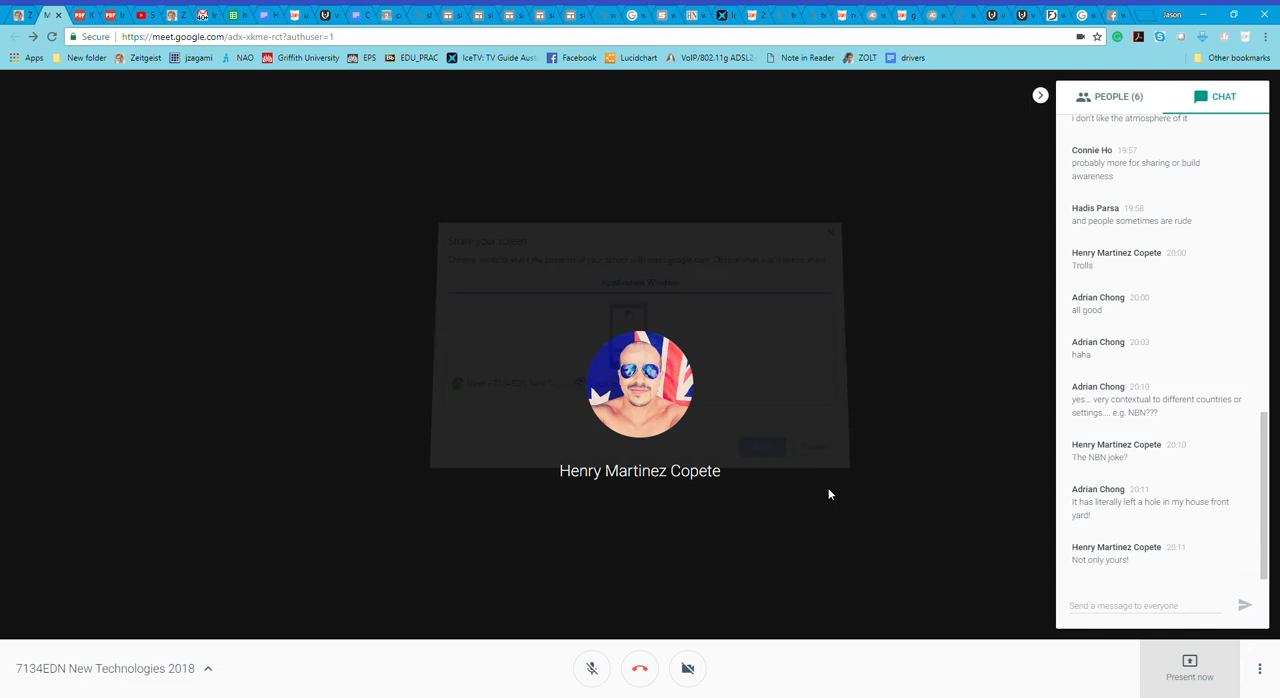 Jason
Secure
https://meet.google.com/adx-xkme-rct?authuser=1
Apps
New folder
Zeitgeist
jzagami
NAO
Griffith University
EPS
EDU_PRAC
IceTV: TV Guide Aus
Facebook
Lucidchart
VoIP/802.11g ADSL2
Note in Reader
ZOLT
drivers
Other bookmarks
PEOPLE (6)
CHAT
i don't like the atmosphere of it
Connie Ho 19:57
probably more for sharing or build
awareness
Hadis Parsa 19:58
and people sometimes are rude
Henry Martinez Copete 20:00
Trolls
Adrian Chong 20:00
all good
Adrian Chong 20:03
haha
Adrian Chong 20:10
yes... very contextual to different countries or
settings.... e.g. NBN???
Henry Martinez Copete 20:10
The NBN joke?
Adrian Chong 20:11
It has literally left a hole in my house front
yard!
Henry Martinez Copete 20:11
Not only yours!
Send a message to everyone
Share your screen
Application Window
Henry Martinez Copete
7134EDN New Technologies 2018
Present now